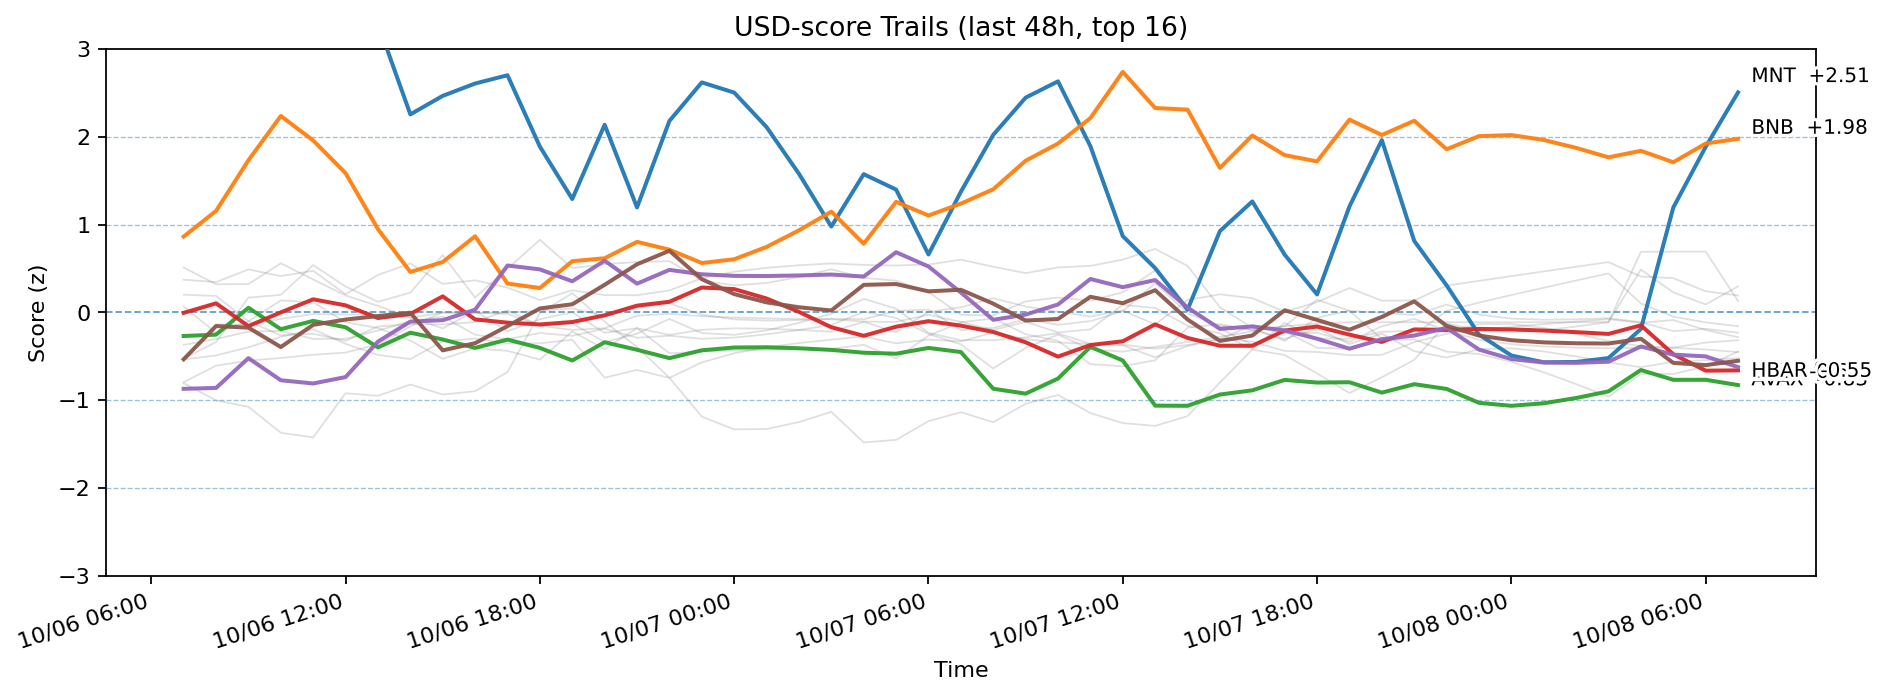 USD-score Trails (last 48h, top 16)
Score (z)
3
2
1
0
−1
−2
−3
MNT +2.51
BNB +1.98
HBAR -0.55
AVAX
10/06 06:00
10/06 12:00
10/06 18:00
10/07 00:00
10/07 06:00
10/07 12:00
10/07 18:00
10/08 00:00
10/08 06:00
Time